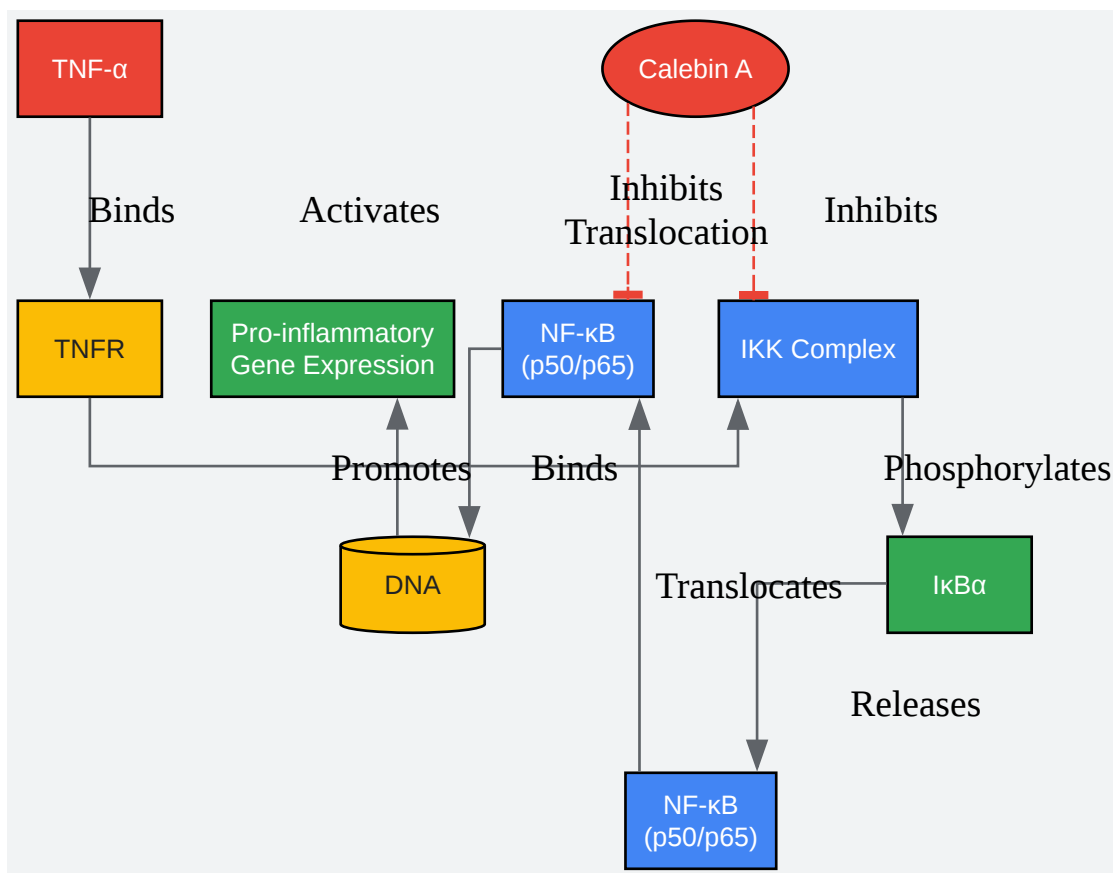 TNF-α
Calebin A
Binds
Activates
Inhibits
Translocation
Inhibits
TNFR
Pro-inflammatory
Gene Expression
NF-κB
(p50/p65)
IKK Complex
Promotes
Binds
Phosphorylates
DNA
Translocates
IκBα
Releases
NF-κB
(p50/p65)